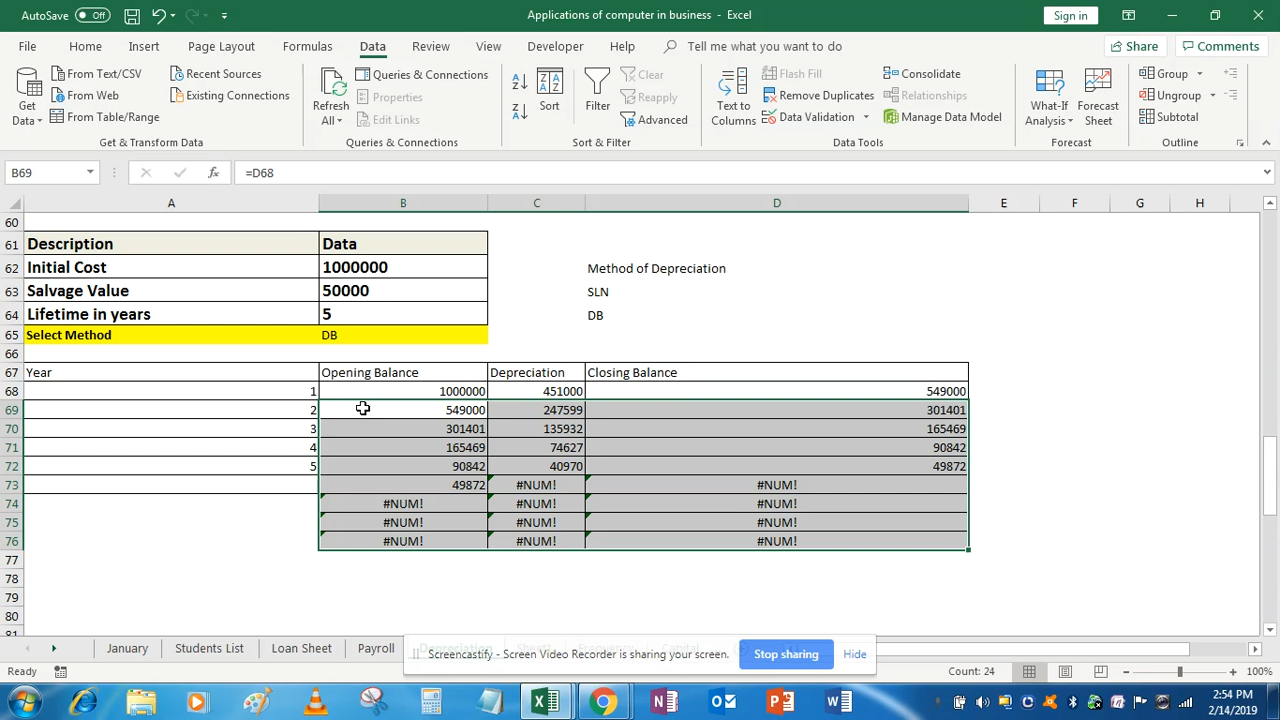 AutoSave Off Applications of computer in business - Excel Sign in
File Home Insert Page Layout Formulas Data Review View Developer Help Tell me what you want to do Share Comments
Get Data From Text/CSV From Web From Table/Range Recent Sources Existing Connections
Refresh All Queries & Connections Properties Edit Links
Sort Filter Clear Reapply Advanced
Text to Columns Flash Fill Remove Duplicates Data Validation Consolidate Relationships Manage Data Model
What-If Analysis Forecast Sheet Group Ungroup Subtotal
Get & Transform Data Queries & Connections Sort & Filter Data Tools Forecast Outline
B69 fx =D68
A B C D E F G H
60
61 Description Data
62 Initial Cost 1000000 Method of Depreciation
63 Salvage Value 50000 SLN
64 Lifetime in years 5 DB
65 Select Method DB
66
67 Year Opening Balance Depreciation Closing Balance
68 1 1000000 451000 549000
69 2 549000 247599 301401
70 3 301401 135932 165469
71 4 165469 74627 90842
72 5 90842 40970 49872
73 49872 #NUM! #NUM!
74 #NUM! #NUM! #NUM!
75 #NUM! #NUM! #NUM!
76 #NUM! #NUM! #NUM!
77
78
79
80
81
January Students List Loan Sheet Payroll
Screencastify - Screen Video Recorder is sharing your screen. Stop sharing Hide
Ready Count: 24 100%
2:54 PM
2/14/2019